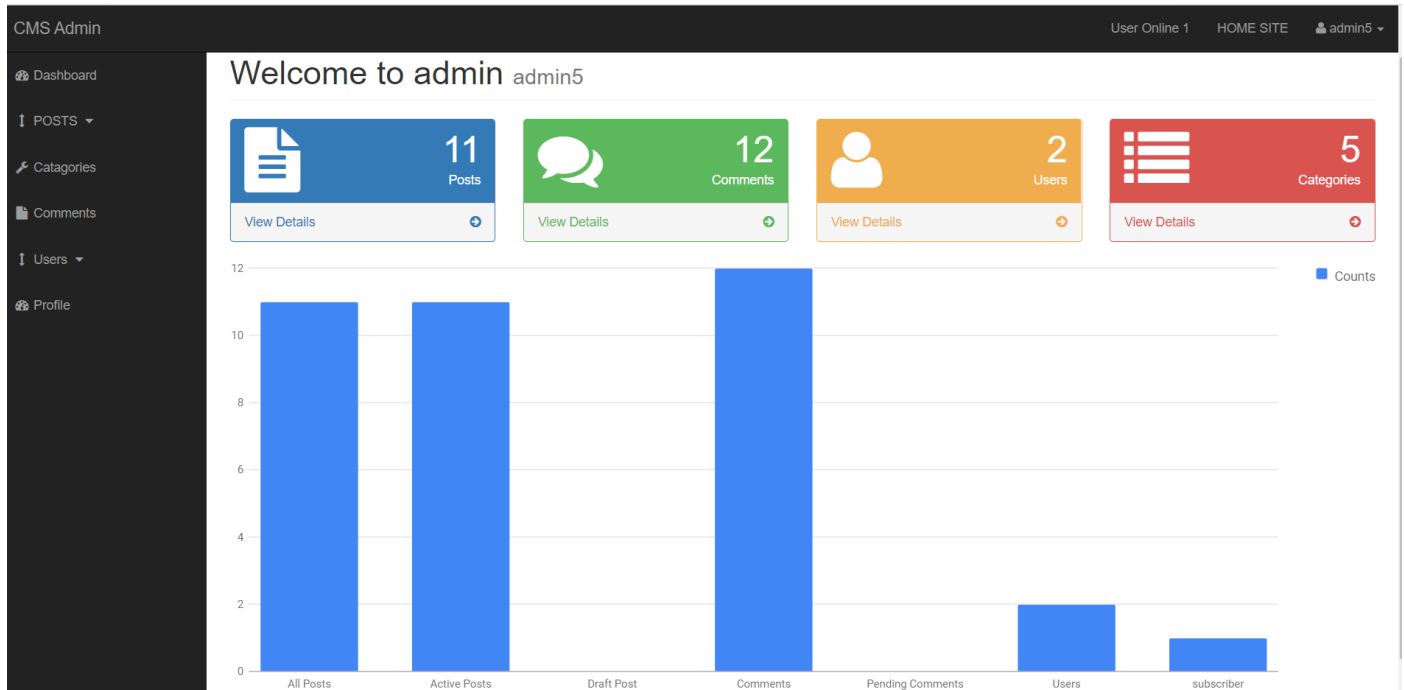 CMS Admin
User Online 1 HOME SITE admin5
Dashboard
POSTS
Catagories
Comments
Users
Profile
Welcome to admin admin5
11
Posts
View Details
12
Comments
View Details
2
Users
View Details
5
Categories
View Details
12
10
8
6
4
2
0
All Posts Active Posts Draft Post Comments Pending Comments Users subscriber
Counts